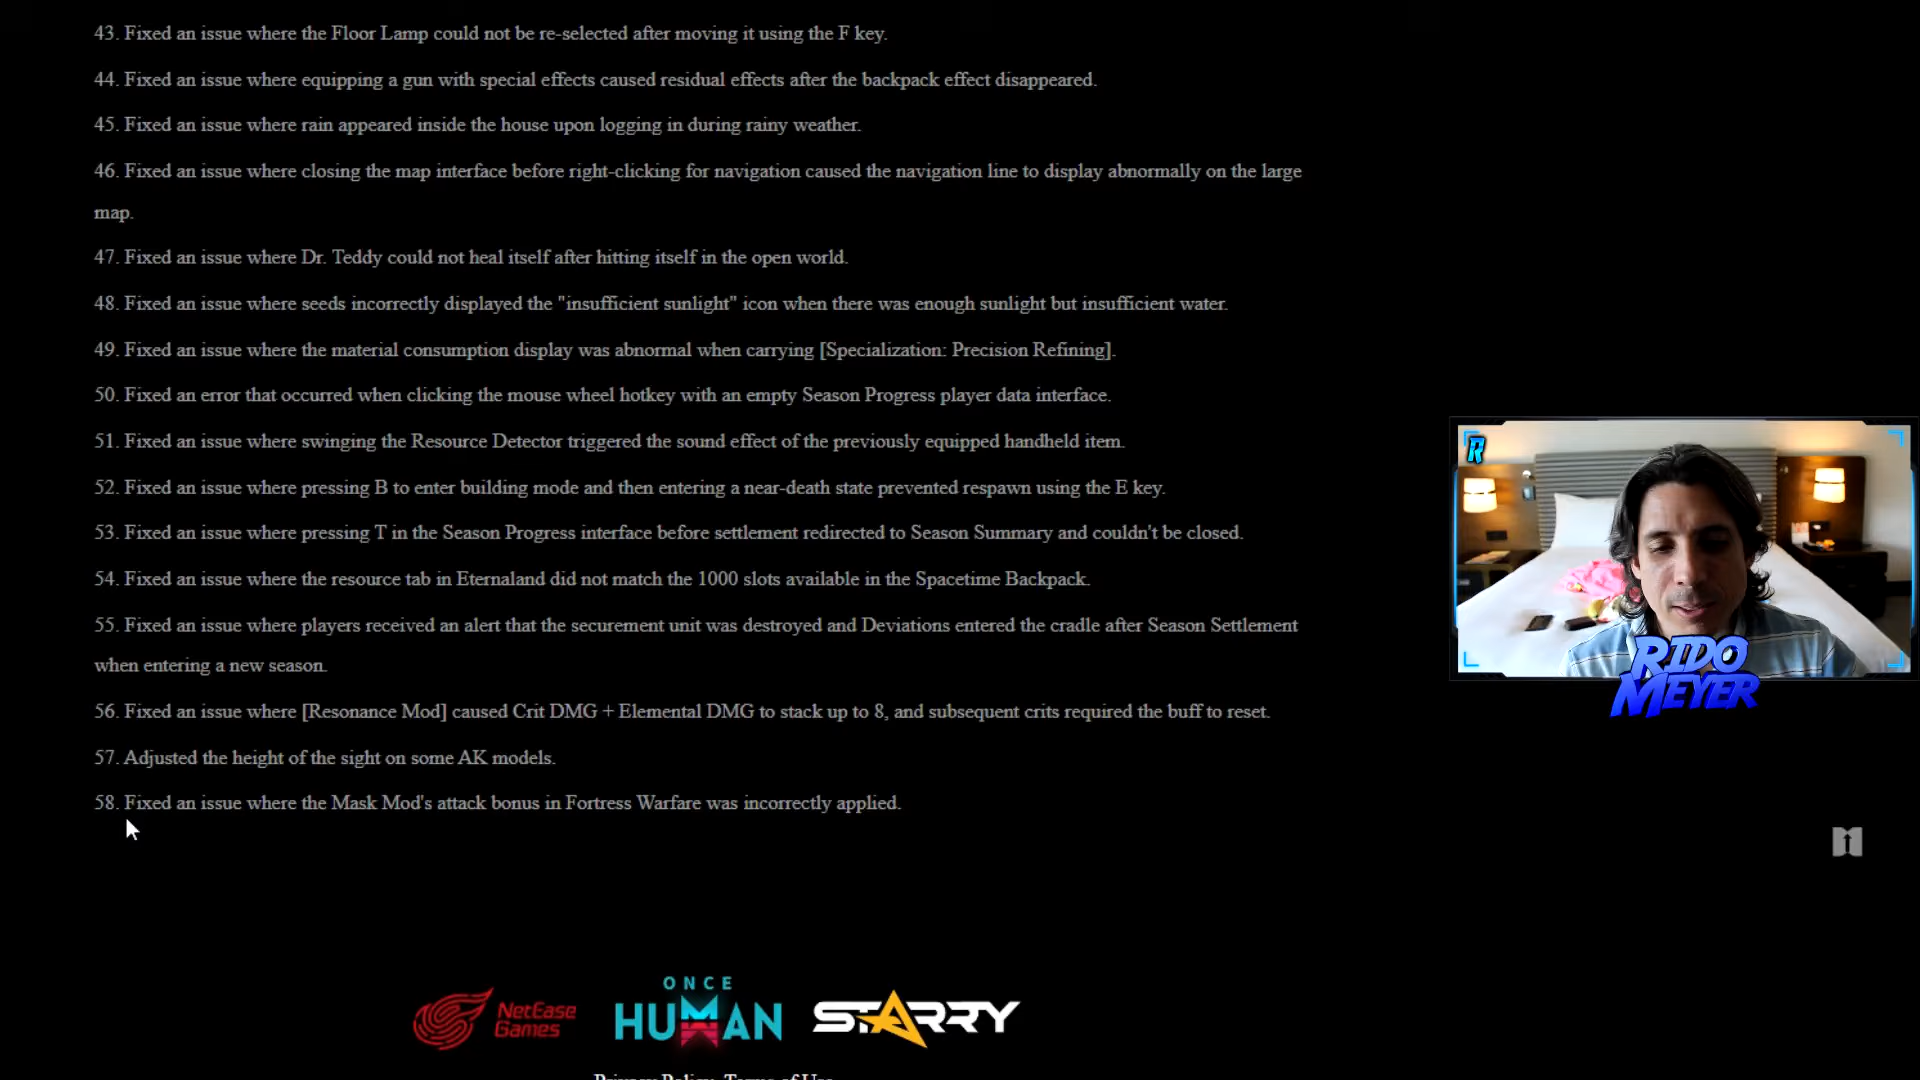 43. Fixed an issue where the Floor Lamp could not be re-selected after moving it using the F key.
44. Fixed an issue where equipping a gun with special effects caused residual effects after the backpack effect disappeared.
45. Fixed an issue where rain appeared inside the house upon logging in during rainy weather.
46. Fixed an issue where closing the map interface before right-clicking for navigation caused the navigation line to display abnormally on the large
map.
47. Fixed an issue where Dr. Teddy could not heal itself after hitting itself in the open world.
48. Fixed an issue where seeds incorrectly displayed the "insufficient sunlight" icon when there was enough sunlight but insufficient water.
49. Fixed an issue where the material consumption display was abnormal when carrying [Specialization: Precision Refining].
50. Fixed an error that occurred when clicking the mouse wheel hotkey with an empty Season Progress player data interface.
51. Fixed an issue where swinging the Resource Detector triggered the sound effect of the previously equipped handheld item.
52. Fixed an issue where pressing B to enter building mode and then entering a near-death state prevented respawn using the E key.
53. Fixed an issue where pressing T in the Season Progress interface before settlement redirected to Season Summary and couldn't be closed.
54. Fixed an issue where the resource tab in Eternaland did not match the 1000 slots available in the Spacetime Backpack.
55. Fixed an issue where players received an alert that the securement unit was destroyed and Deviations entered the cradle after Season Settlement
when entering a new season.
56. Fixed an issue where [Resonance Mod] caused Crit DMG + Elemental DMG to stack up to 8, and subsequent crits required the buff to reset.
57. Adjusted the height of the sight on some AK models.
58. Fixed an issue where the Mask Mod's attack bonus in Fortress Warfare was incorrectly applied.
R
RIDO
MEYER
NetEase
Games
ONCE
HUMAN
STARRY
Privacy Policy Terms of Use